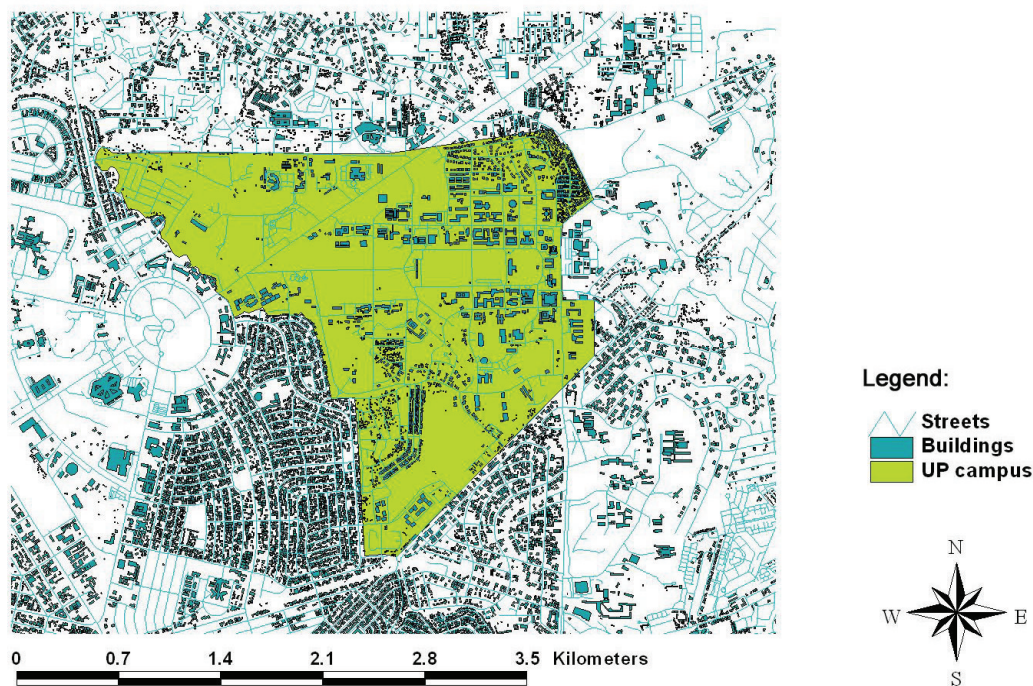 Legend:
Streets
Buildings
UP campus
N
W E
S
0 0.7 1.4 2.1 2.8 3.5 Kilometers